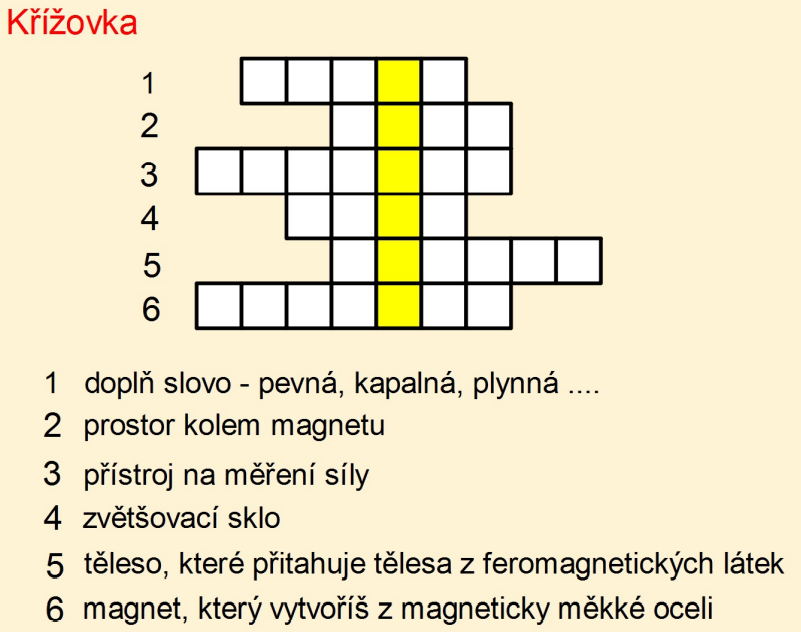 Křížovka
1
2
3
4
5
6
1 doplň slovo - pevná, kapalná, plynná ....
2 prostor kolem magnetu
3 přístroj na měření síly
4 zvětšovací sklo
5 těleso, které přitahuje tělesa z feromagnetických látek
6 magnet, který vytvoříš z magneticky měkké oceli